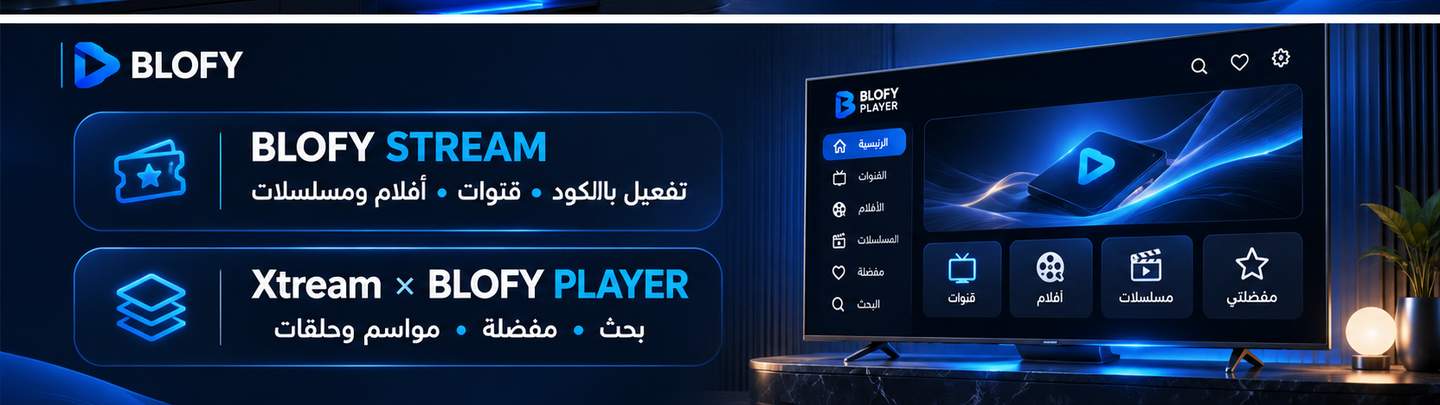 BLOFY
BLOFY STREAM
تفعيل بالكود • قنوات • أفلام ومسلسلات
Xtream × BLOFY PLAYER
بحث • مفضلة • مواسم وحلقات
BLOFY
PLAYER
الرئيسية
القنوات
الأفلام
المسلسلات
مفضلة
البحث
قنوات
أفلام
مسلسلات
مفضلتي